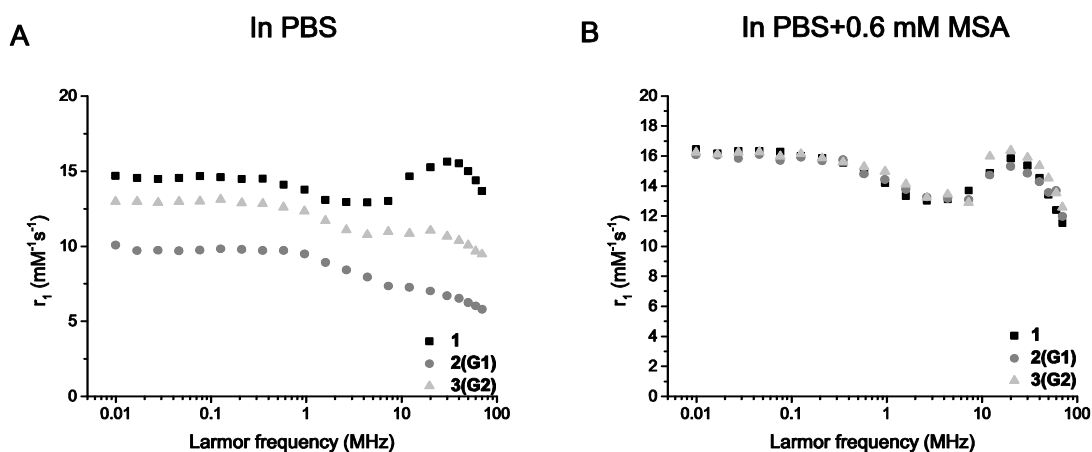 A
In PBS
20
15
10
5
0
r₁ (mM⁻¹s⁻¹)
1
2(G1)
3(G2)
0.01 0.1 1 10 100
Larmor frequency (MHz)
B
In PBS+0.6 mM MSA
20
18
16
14
12
10
8
6
4
2
0
r₁ (mM⁻¹s⁻¹)
1
2(G1)
3(G2)
0.01 0.1 1 10 100
Larmor frequency (MHz)